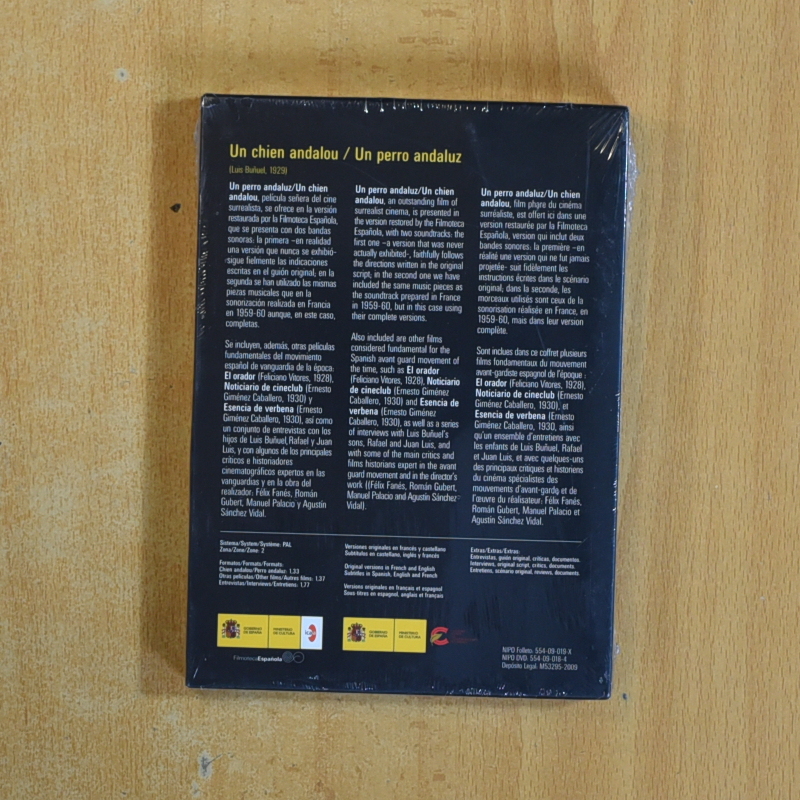 Un chien andalou / Un perro andaluz
(Luis Buñuel, 1929)
Un perro andaluz/Un chien
andalou, película señera del cine
surrealista, se ofrece en la versión
restaurada por la Filmoteca Española,
que se presenta con dos bandas
sonoras: la primera –en realidad
una versión que nunca se exhibió-
-sigue fielmente las indicaciones
escritas en el guión original; en la
segunda se han utilizado las mismas
piezas musicales que en la
sonorización realizada en Francia
en 1959-60 aunque, en este caso,
completas.
Se incluyen, además, otras películas
fundamentales del movimiento
español de vanguardia de la época:
El orador (Feliciano Vitores, 1928),
Noticiario de cineclub (Ernesto
Giménez Caballero, 1930) y
Esencia de verbena (Ernesto
Giménez Caballero, 1930), así como
un conjunto de entrevistas con los
hijos de Luis Buñuel, Rafael y Juan
Luis, y con algunos de los principales
críticos e historiadores
cinematográficos expertos en las
vanguardias y en la obra del
realizador: Félix Fanés, Román
Gubert, Manuel Palacio y Agustín
Sánchez Vidal.
Un perro andaluz/Un chien
andalou, an outstanding film of
surrealist cinema, is presented in
the version restored by the Filmoteca
Española, with two soundtracks: the
first one –a version that was never
actually exhibited-, faithfully follows
the directions written in the original
script; in the second one we have
included the same music pieces as
the soundtrack prepared in France
in 1959-60, but in this case using
their complete versions.
Also included are other films
considered fundamental for the
Spanish avant guard movement of
the time, such as El orador
(Feliciano Vitores, 1928), Noticiario
de cineclub (Ernesto Giménez
Caballero, 1930) and Esencia de
verbena (Ernesto Giménez
Caballero, 1930), as well as a series
of interviews with Luis Buñuel's
sons, Rafael and Juan Luis, and
with some of the main critics and
films historians expert in the avant
guard movement and in the director's
work ((Félix Fanés, Román Gubert,
Manuel Palacio and Agustín Sánchez
Vidal).
Un perro andaluz/Un chien
andalou, film phare du cinéma
surréaliste, est offert ici dans une
version restaurée par la Filmoteca
Española, version qui inclut deux
bandes sonores: la première –en
réalité une version qui ne fut jamais
projetée- suit fidèlement les
instructions écrites dans le scénario
original; dans la seconde, les
morceaux utilisés sont ceux de la
sonorisation réalisée en France, en
1959-60, mais dans leur version
complète.
Sont inclues dans ce coffret plusieurs
films fondamentaux du mouvement
avant-gardiste espagnol de l'époque :
El orador (Feliciano Vitores, 1928),
Noticiario de cineclub (Ernesto
Giménez Caballero, 1930), et
Esencia de verbena (Ernesto
Giménez Caballero, 1930, ainsi
qu'un ensemble d'entretiens avec
les enfants de Luis Buñuel, Rafael
et Juan Luis, et avec quelques-uns
des principaux critiques et historiens
du cinéma spécialistes des
mouvements d'avant-gardg et de
l'œuvre du réalisateur: Félix Fanés,
Román Gubert, Manuel Palacio et
Agustín Sánchez Vidal.
Sistema/System/Système: PAL
Zona/Zone/Zone: 2
Formatos/Formats/Formats:
Chien andalou/Perro andaluz: 1,33
Otras películas/Other films/Autres films: 1,37
Entrevistas/Interviews/Entretiens: 1,77
Versiones originales en francés y castellano
Subtítulos en castellano, inglés y francés
Original versions in French and English
Subtitles in Spanish, English and French
Versions originales en français et espagnol
Sous titres en espagnol, anglais et français
Extras/Extras/Extras:
Entrevistas, guión original, críticas, documentos.
Interviews, original script, critics, documents.
Entretiens, scénario original, reviews, documents.
GOBIERNO DE ESPAÑA
MINISTERIO DE CULTURA
GOBIERNO DE ESPAÑA
MINISTERIO DE CULTURA
FilmotecaEspañola
NIPO Folleto: 554-09-019-X
NIPO DVD: 554-09-018-4
Depósito Legal: M53295-2009